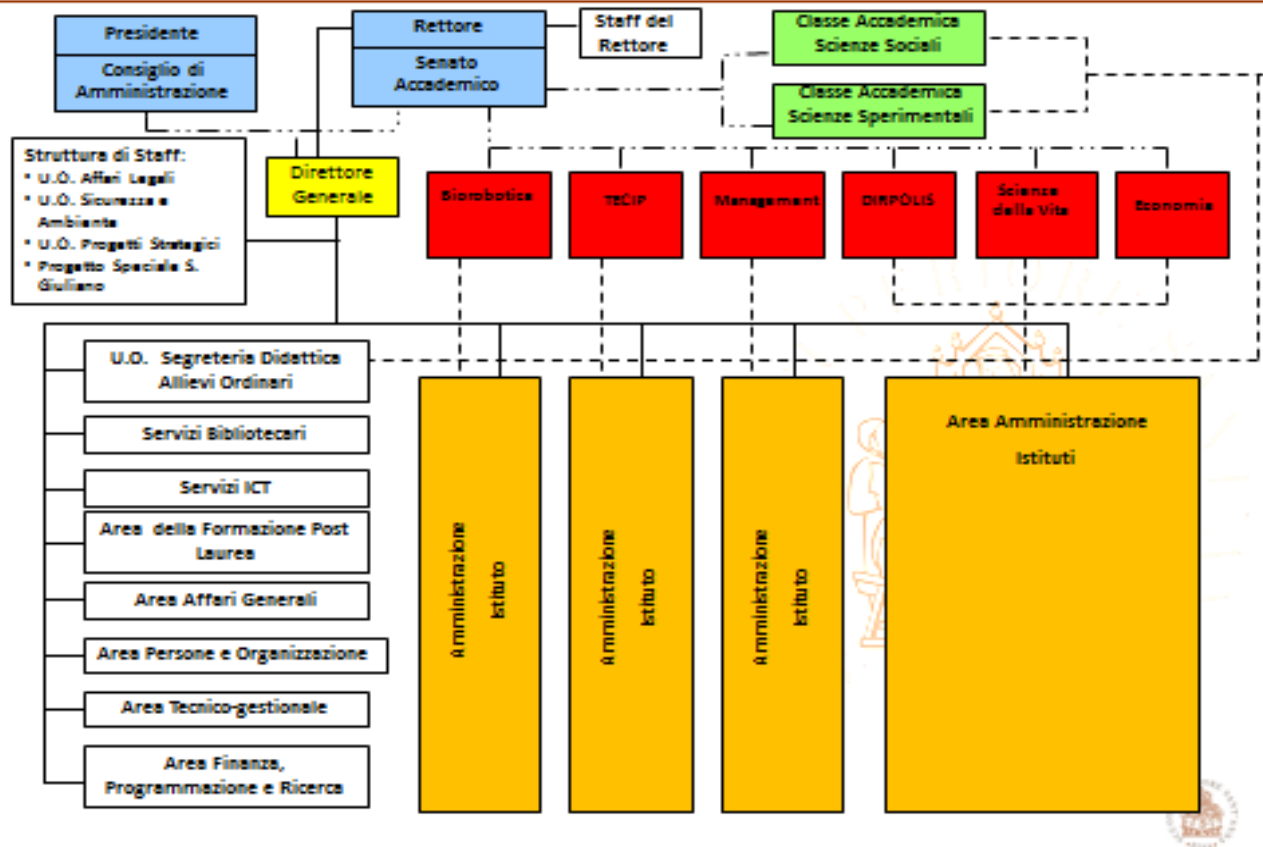 Presidente
Consiglio di
Amministrazione
Rettore
Senato
Accademico
Staff del
Rettore
Classe Accademica
Scienze Sociali
Classe Accademica
Scienze Sperimentali
Struttura di Staff:
• U.O. Affari Legali
• U.O. Sicurezza e
Ambiente
• U.O. Progetti Strategici
• Progetto Speciale S.
Giuliano
Direttore
Generale
Biorobotica
TECIP
Management
DIRPOLIS
Scienze
della Vita
Economia
U.O. Segreteria Didattica
Allievi Ordinari
Servizi Bibliotecari
Servizi ICT
Area della Formazione Post
Laurea
Area Affari Generali
Area Persone e Organizzazione
Area Tecnico-gestionale
Area Finanza,
Programmazione e Ricerca
Amministrazione
Istituto
Amministrazione
Istituto
Amministrazione
Istituto
Area Amministrazione
Istituti